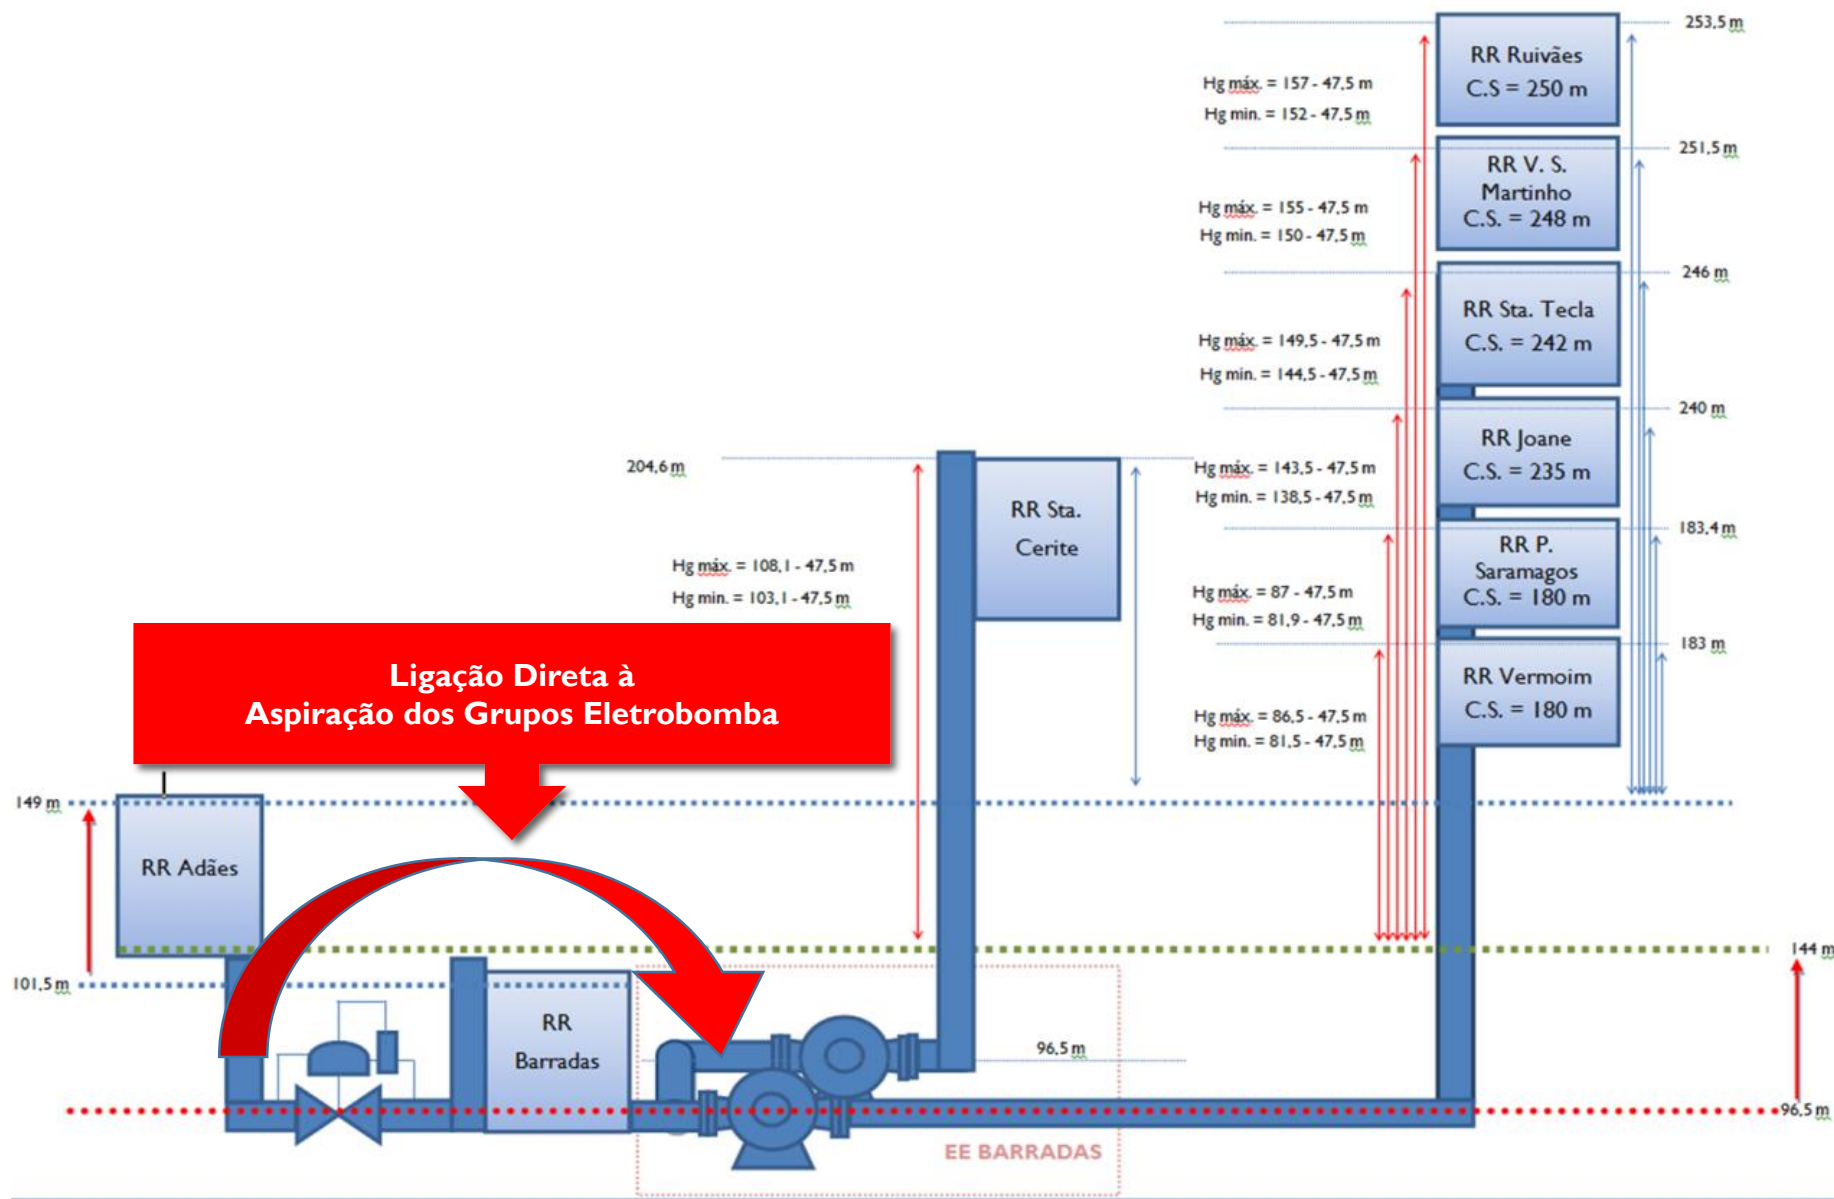 253,5 m
RR Ruivães
C.S = 250 m
Hg máx. = 157 - 47,5 m
Hg min. = 152 - 47,5 m
251,5 m
RR V. S.
Martinho
C.S. = 248 m
Hg máx. = 155 - 47,5 m
Hg min. = 150 - 47,5 m
246 m
RR Sta. Tecla
C.S. = 242 m
Hg máx. = 149,5 - 47,5 m
Hg min. = 144,5 - 47,5 m
240 m
RR Joane
C.S. = 235 m
Hg máx. = 143,5 - 47,5 m
Hg min. = 138,5 - 47,5 m
204,6 m
RR Sta.
Cerite
Hg máx. = 108,1 - 47,5 m
Hg min. = 103,1 - 47,5 m
183,4 m
RR P.
Saramagos
C.S. = 180 m
Hg máx. = 87 - 47,5 m
Hg min. = 81,9 - 47,5 m
183 m
RR Vermoim
C.S. = 180 m
Hg máx. = 86,5 - 47,5 m
Hg min. = 81,5 - 47,5 m
Ligação Direta à
Aspiração dos Grupos Eletrobomba
149 m
RR Adães
144 m
101,5 m
RR
Barradas
96,5 m
96,5 m
EE BARRADAS